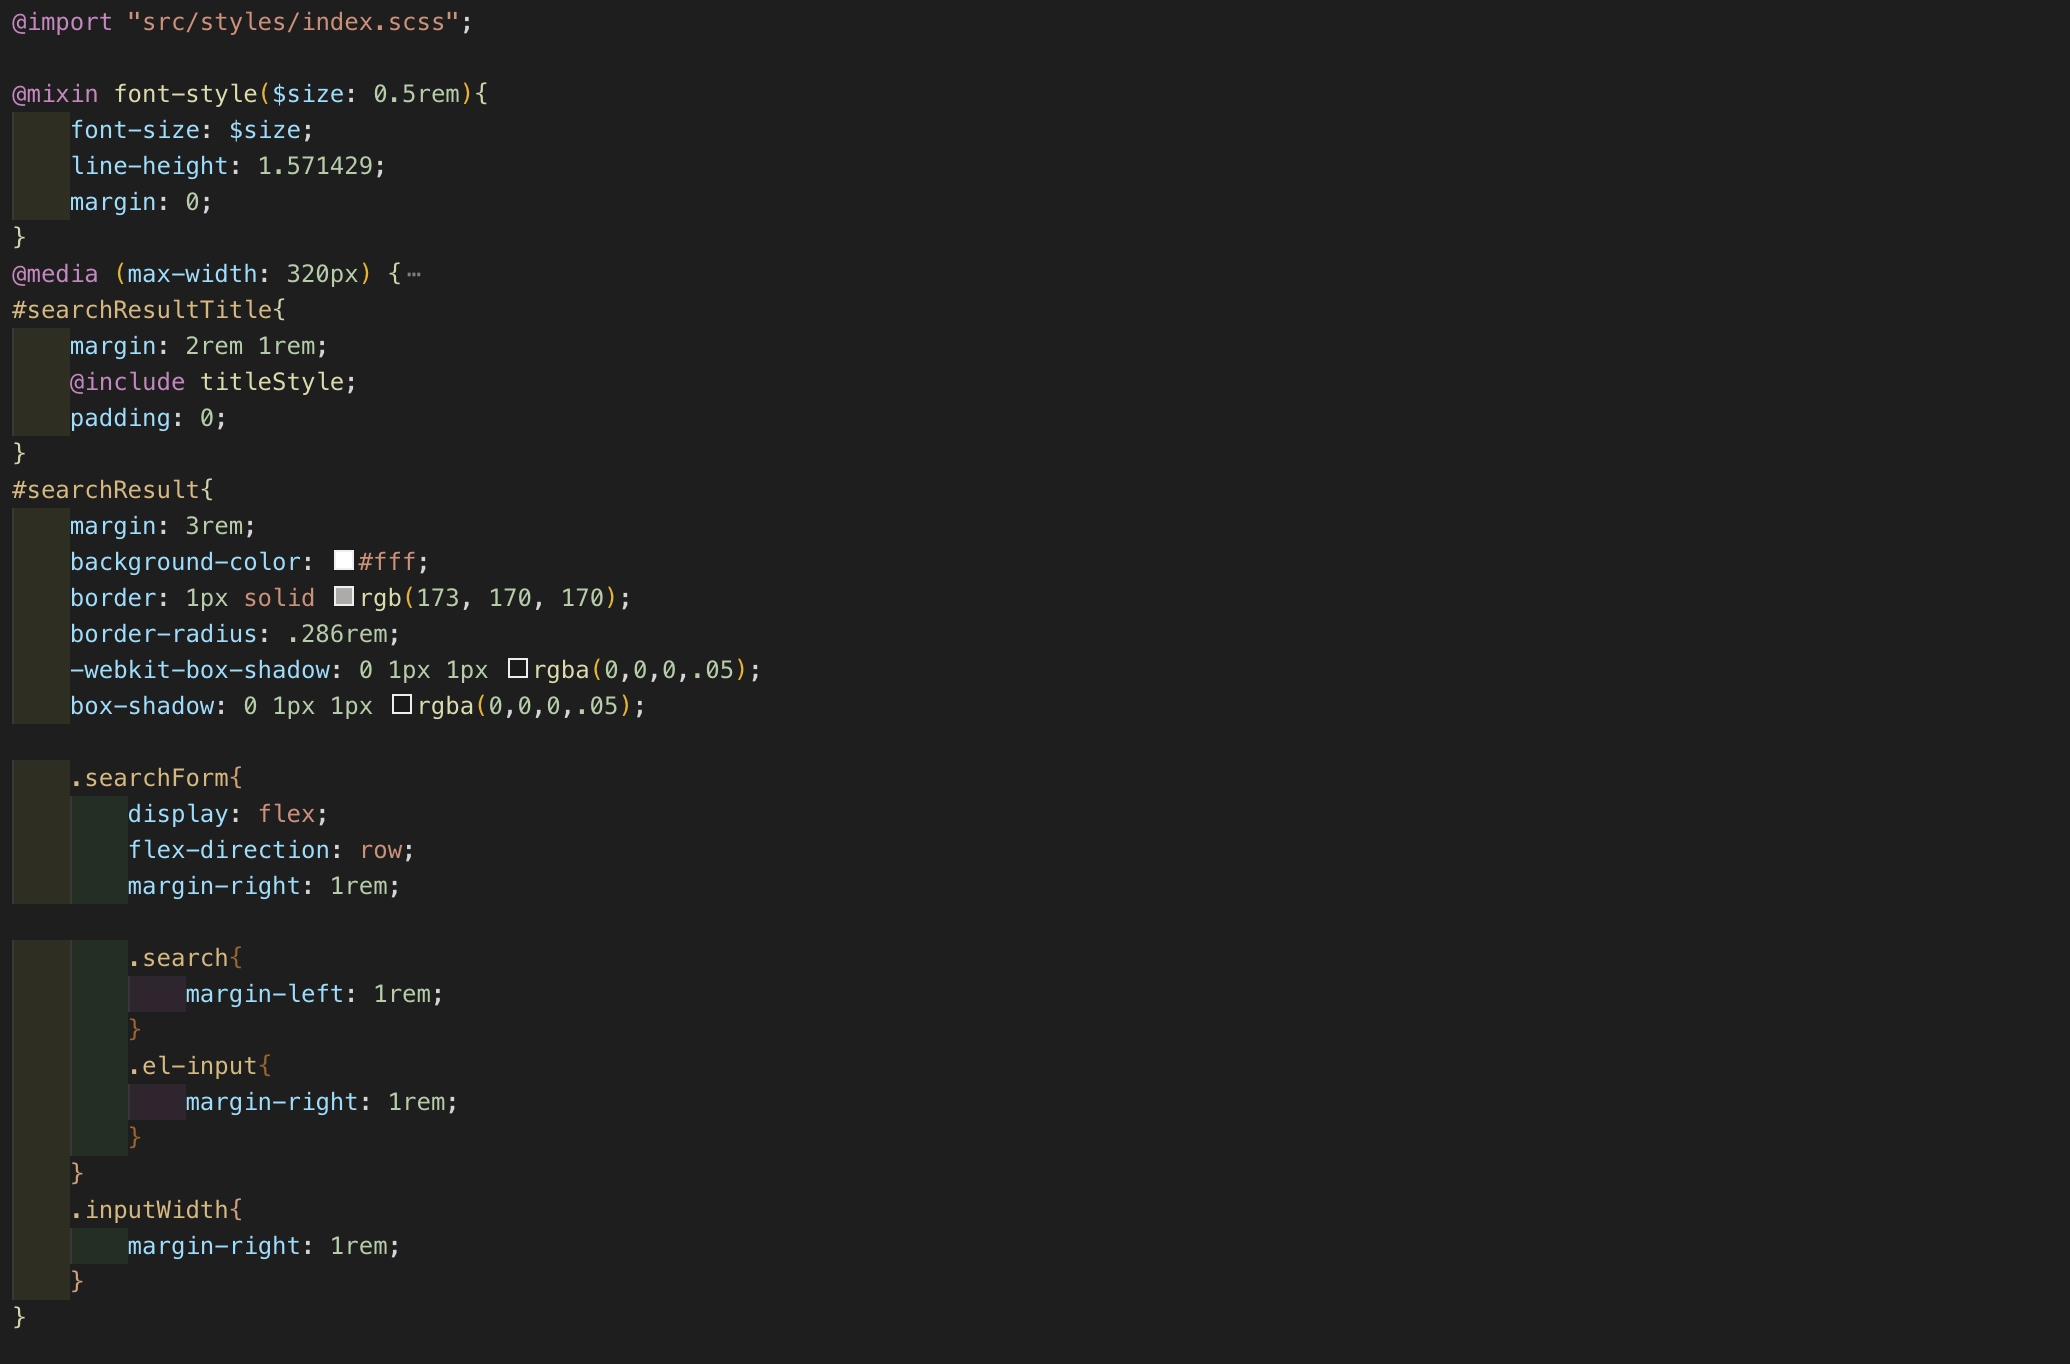 @import "src/styles/index.scss";
@mixin font-style($size: 0.5rem){
font-size: $size;
line-height: 1.571429;
margin: 0;
}
@media (max-width: 320px) {⋯
#searchResultTitle{
margin: 2rem 1rem;
@include titleStyle;
padding: 0;
}
#searchResult{
margin: 3rem;
background-color: #fff;
border: 1px solid rgb(173, 170, 170);
border-radius: .286rem;
-webkit-box-shadow: 0 1px 1px rgba(0,0,0,.05);
box-shadow: 0 1px 1px rgba(0,0,0,.05);
.searchForm{
display: flex;
flex-direction: row;
margin-right: 1rem;
.search{
margin-left: 1rem;
}
.el-input{
margin-right: 1rem;
}
}
.inputWidth{
margin-right: 1rem;
}
}